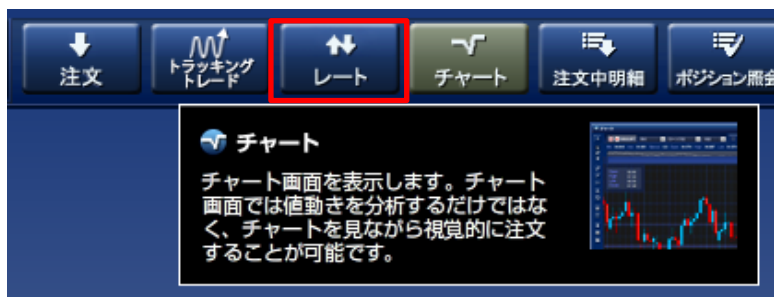 注文
トラッキング
トレード
レート
チャート
注文中明細
ポジション照会
チャート
チャート画面を表示します。チャート
画面では値動きを分析するだけではな
く、チャートを見ながら視覚的に注文
することが可能です。